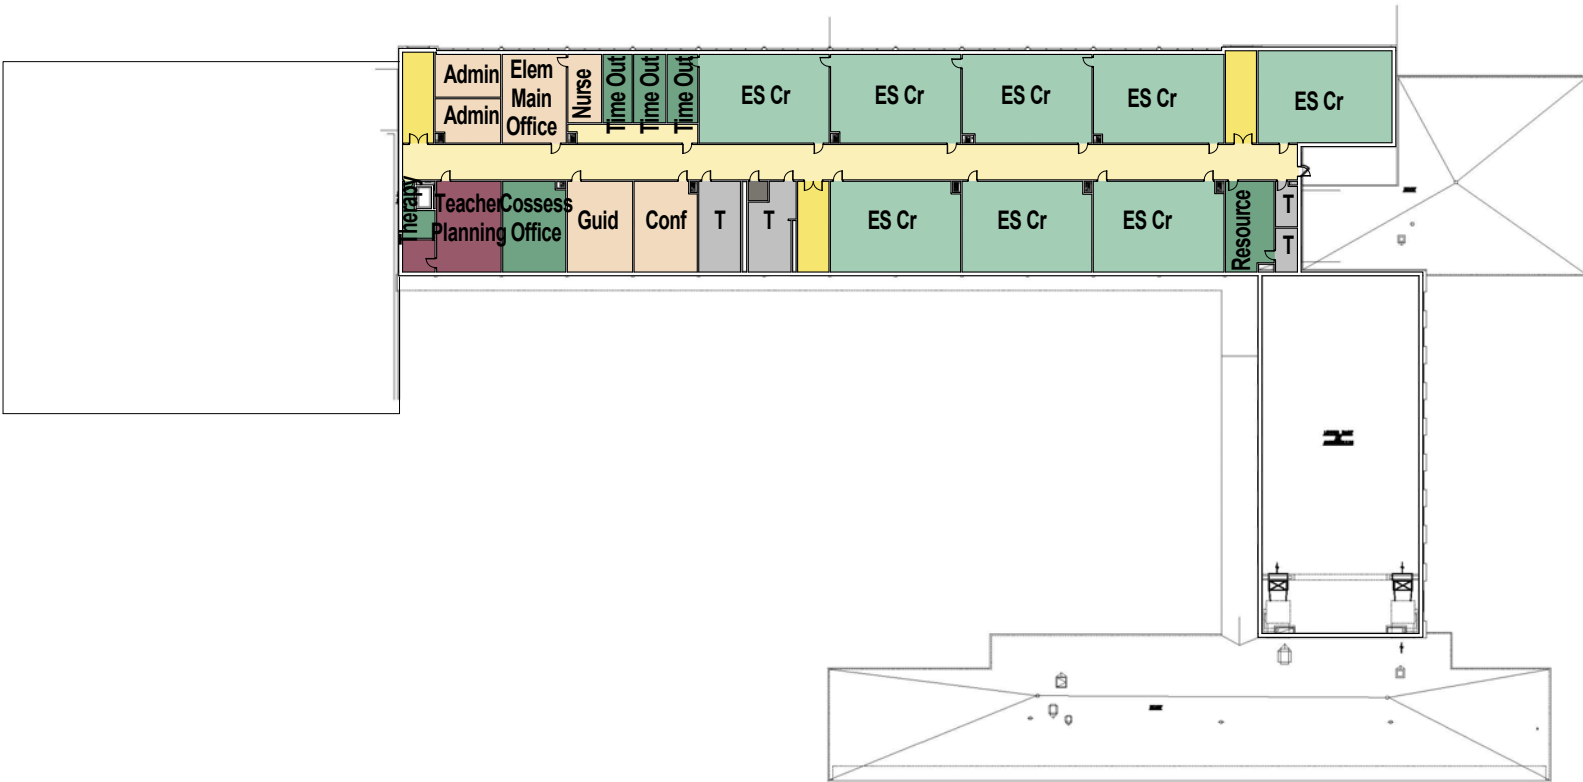 Admin
Admin
Elem
Main
Office
Nurse
Time Out
Time Out
Time Out
ES Cr
ES Cr
ES Cr
ES Cr
ES Cr
Therapy
Teacher
Planning
Cossess
Office
Guid
Conf
T
T
ES Cr
ES Cr
ES Cr
Resource
T
T